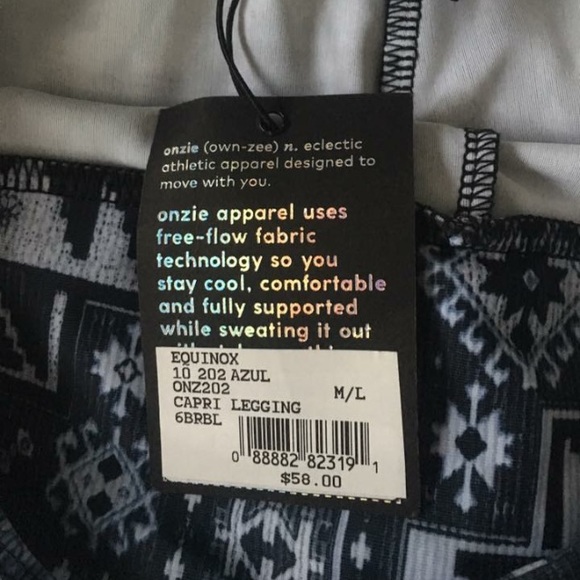 onzie (own-zee) n. eclectic
athletic apparel designed to
move with you.
onzie apparel uses
free-flow fabric
technology so you
stay cool, comfortable
and fully supported
while sweating it out
EQUINOX
10 202 AZUL
ONZ202 M/L
CAPRI LEGGING
6BRBL
0 88882 82319 1
$58.00